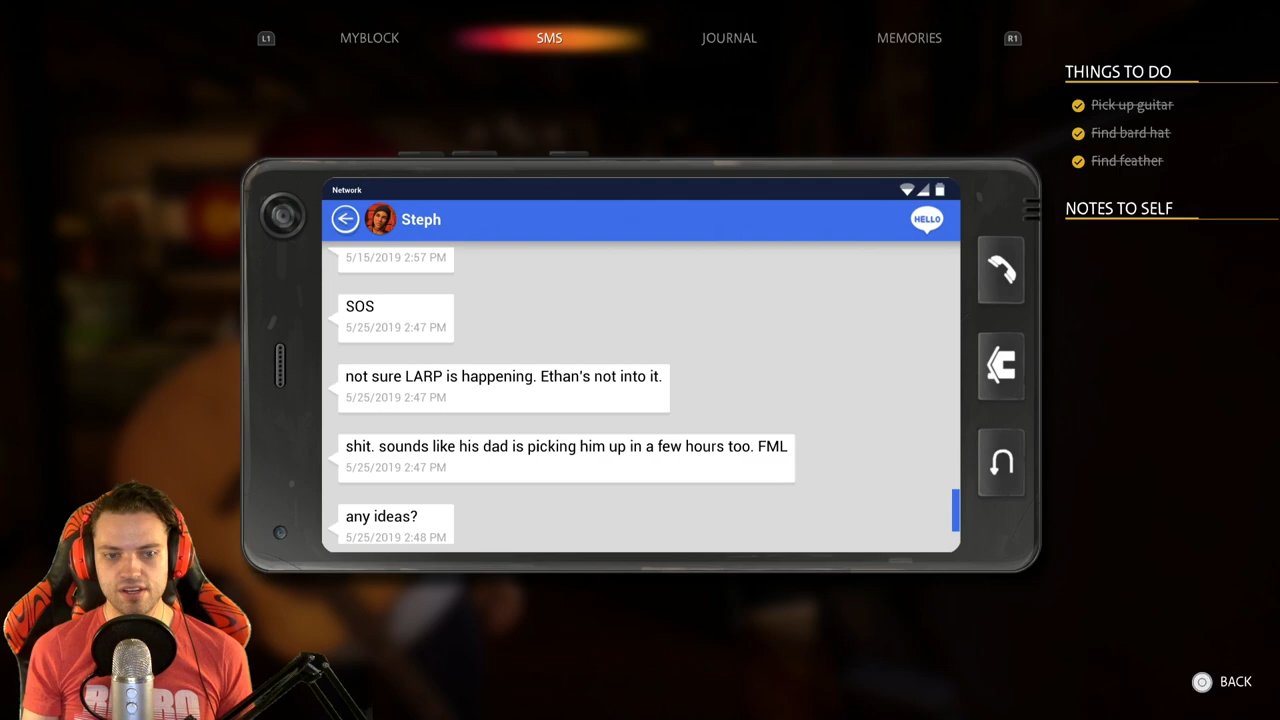 L1
MYBLOCK
SMS
JOURNAL
MEMORIES
R1
THINGS TO DO
Pick up guitar
Find bard hat
Find feather
NOTES TO SELF
Network
Steph
HELLO
5/15/2019 2:57 PM
SOS
5/25/2019 2:47 PM
not sure LARP is happening. Ethan's not into it.
5/25/2019 2:47 PM
shit. sounds like his dad is picking him up in a few hours too. FML
5/25/2019 2:47 PM
any ideas?
5/25/2019 2:48 PM
BACK